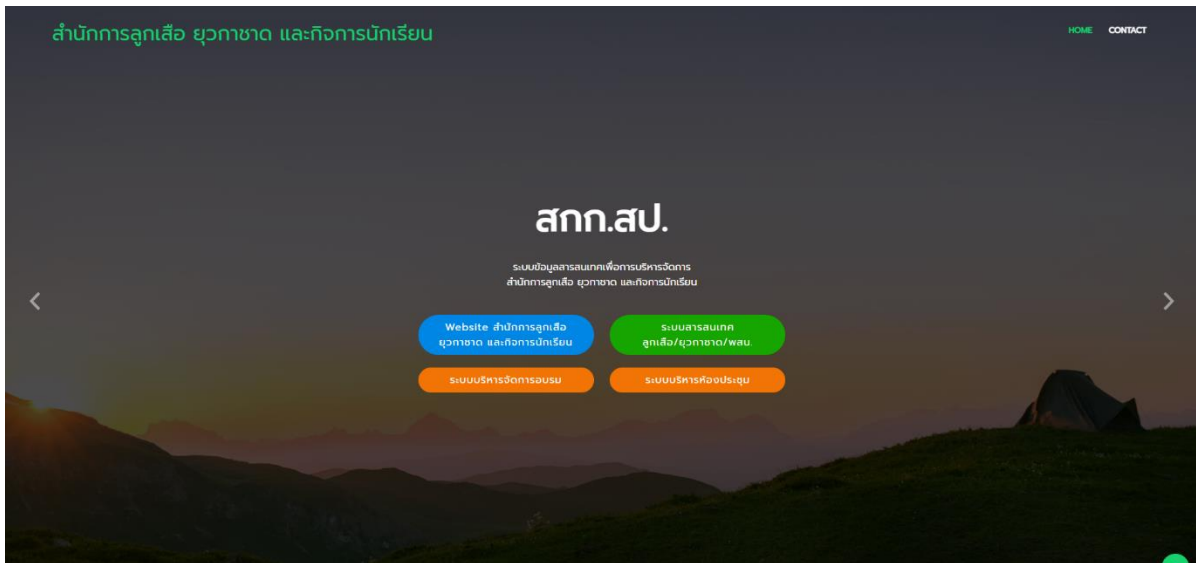 สำนักการลูกเสือ ยุวกาชาด และกิจการนักเรียน
HOME CONTACT
สกก.สป.
ระบบข้อมูลสารสนเทศเพื่อการบริหารจัดการ
สำนักการลูกเสือ ยุวกาชาด และกิจการนักเรียน
Website สำนักการลูกเสือ
ยุวกาชาด และกิจการนักเรียน
ระบบสารสนเทศ
ลูกเสือ/ยุวกาชาด/พสน.
ระบบบริหารจัดการอบรม
ระบบบริหารห้องประชุม